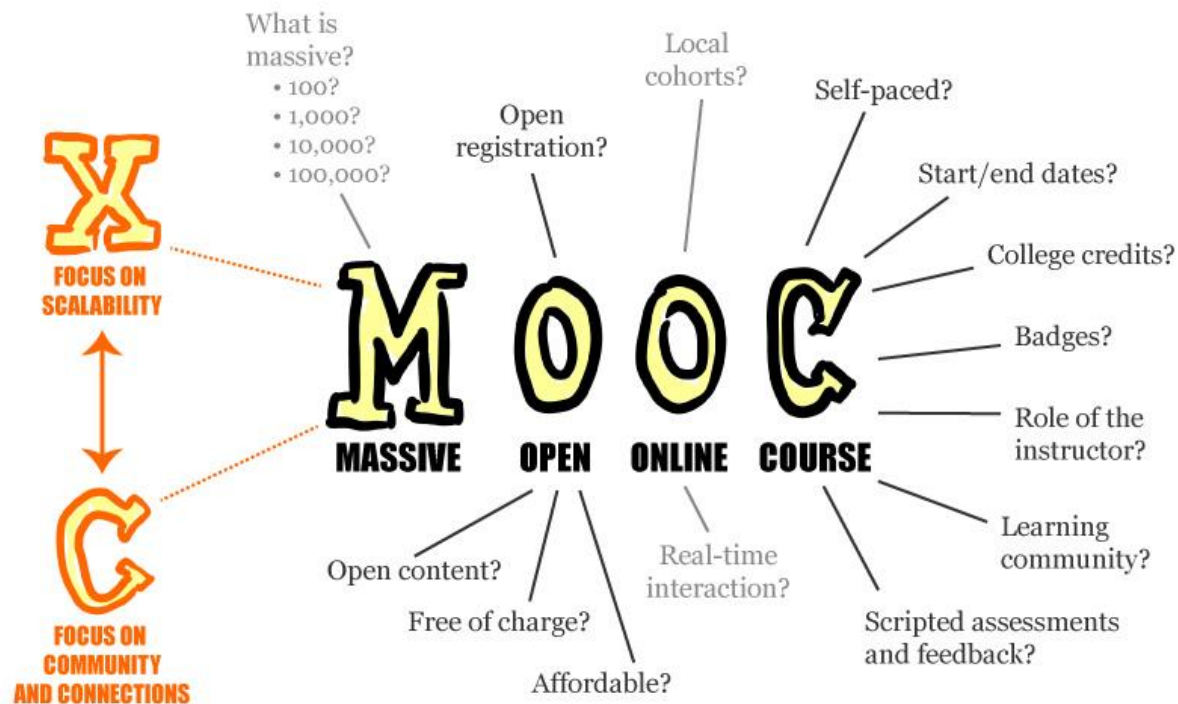 What is
massive?
• 100?
• 1,000?
• 10,000?
• 100,000?
Open
registration?
Local
cohorts?
Self-paced?
Start/end dates?
College credits?
Badges?
Role of the
instructor?
Learning
community?
Scripted assessments
and feedback?
X
FOCUS ON
SCALABILITY
C
FOCUS ON
COMMUNITY
AND CONNECTIONS
MOOC
MASSIVE OPEN ONLINE COURSE
Open content?
Free of charge?
Affordable?
Real-time
interaction?